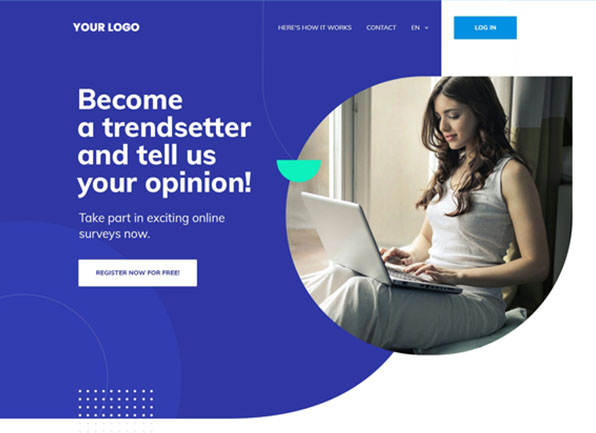 YOUR LOGO
HERE'S HOW IT WORKS
CONTACT
EN
LOG IN
Become
a trendsetter
and tell us
your opinion!
Take part in exciting online
surveys now.
REGISTER NOW FOR FREE!